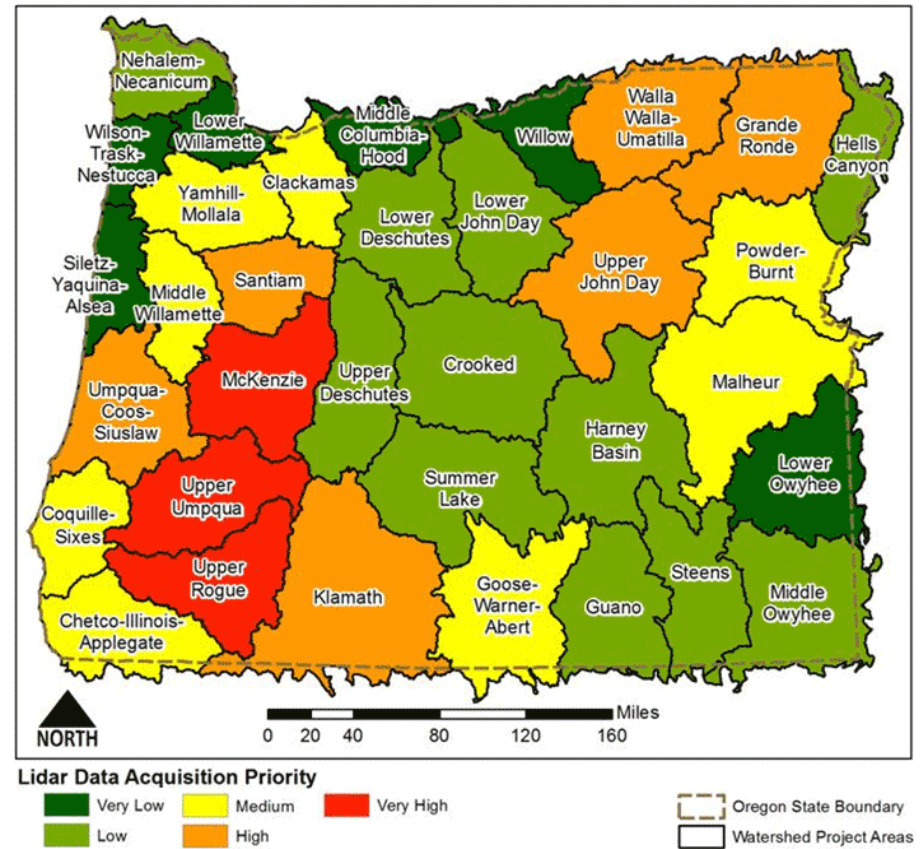 Nehalem-
Necanicum
Wilson-
Trask-
Nestucca
Lower
Willamette
Middle
Columbia-
Hood
Willow
Walla
Walla-
Umatilla
Grande
Ronde
Hells
Canyon
Yamhill-
Mollala
Clackamas
Lower
Deschutes
Lower
John Day
Upper
John Day
Powder-
Burnt
Siletz-
Yaquina-
Alsea
Middle
Willamette
Santiam
McKenzie
Upper
Deschutes
Crooked
Malheur
Umpqua-
Coos-
Siuslaw
Harney
Basin
Lower
Owyhee
Upper
Umpqua
Summer
Lake
Coquille-
Sixes
Upper
Rogue
Klamath
Goose-
Warner-
Abert
Guano
Steens
Middle
Owyhee
Chetco-Illinois-
Applegate
NORTH
Miles
0 20 40 80 120 160
Lidar Data Acquisition Priority
Very Low
Low
Medium
High
Very High
Oregon State Boundary
Watershed Project Areas